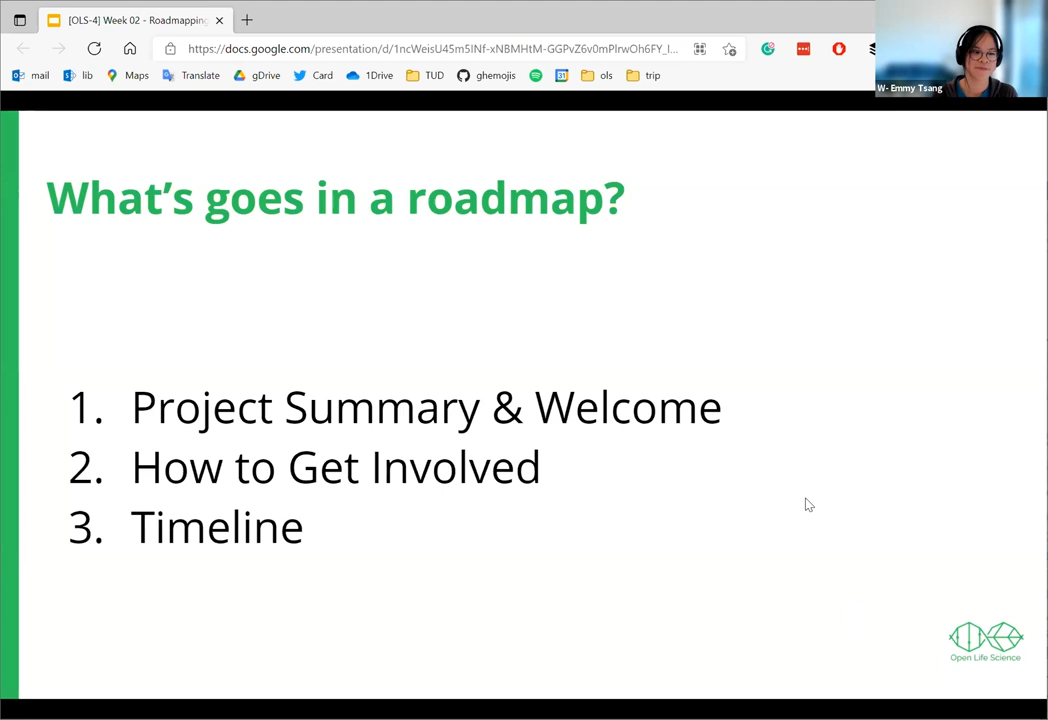 [OLS-4] Week 02 - Roadmapping
https://docs.google.com/presentation/d/1ncWeisU45m5INf-xNBMHtM-GGPvZ6v0mPlrwOh6FY_l...
mail lib Maps Translate gDrive Card 1Drive TUD ghemojis 31 ols trip
W- Emmy Tsang
What's goes in a roadmap?
1. Project Summary & Welcome
2. How to Get Involved
3. Timeline
Open Life Science